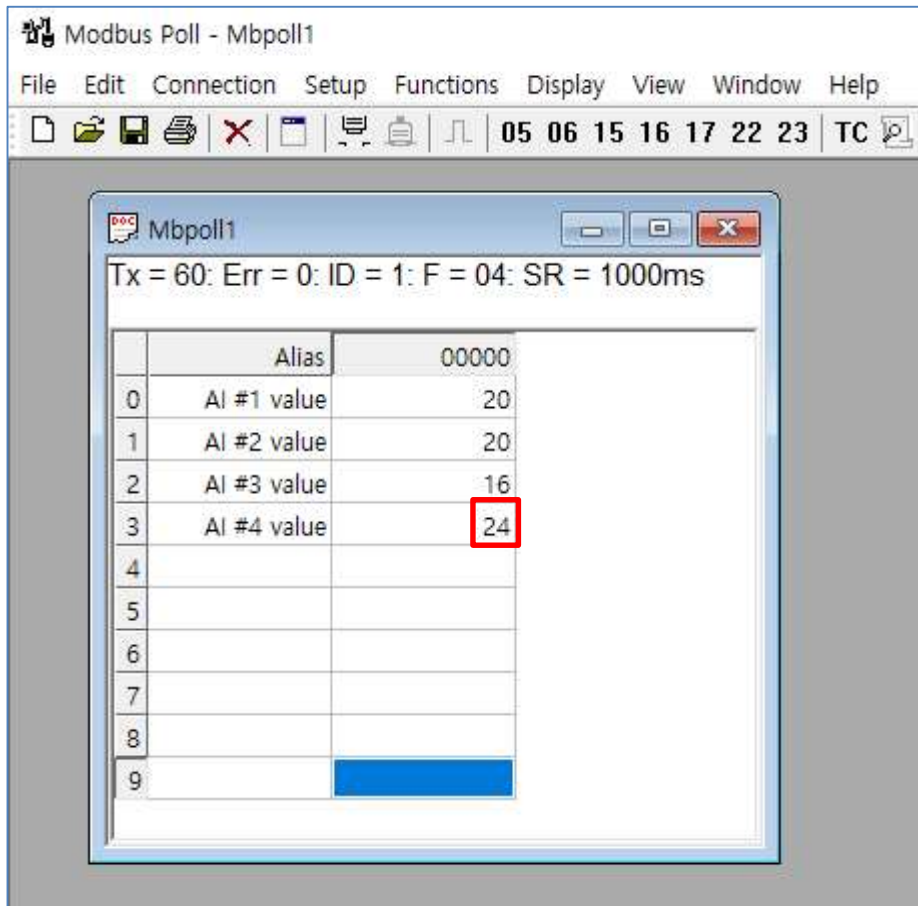 Modbus Poll - Mbpoll1
File Edit Connection Setup Functions Display View Window Help
05 06 15 16 17 22 23 TC
Mbpoll1
Tx = 60: Err = 0: ID = 1: F = 04: SR = 1000ms
Alias 00000
0 AI #1 value 20
1 AI #2 value 20
2 AI #3 value 16
3 AI #4 value 24
4
5
6
7
8
9